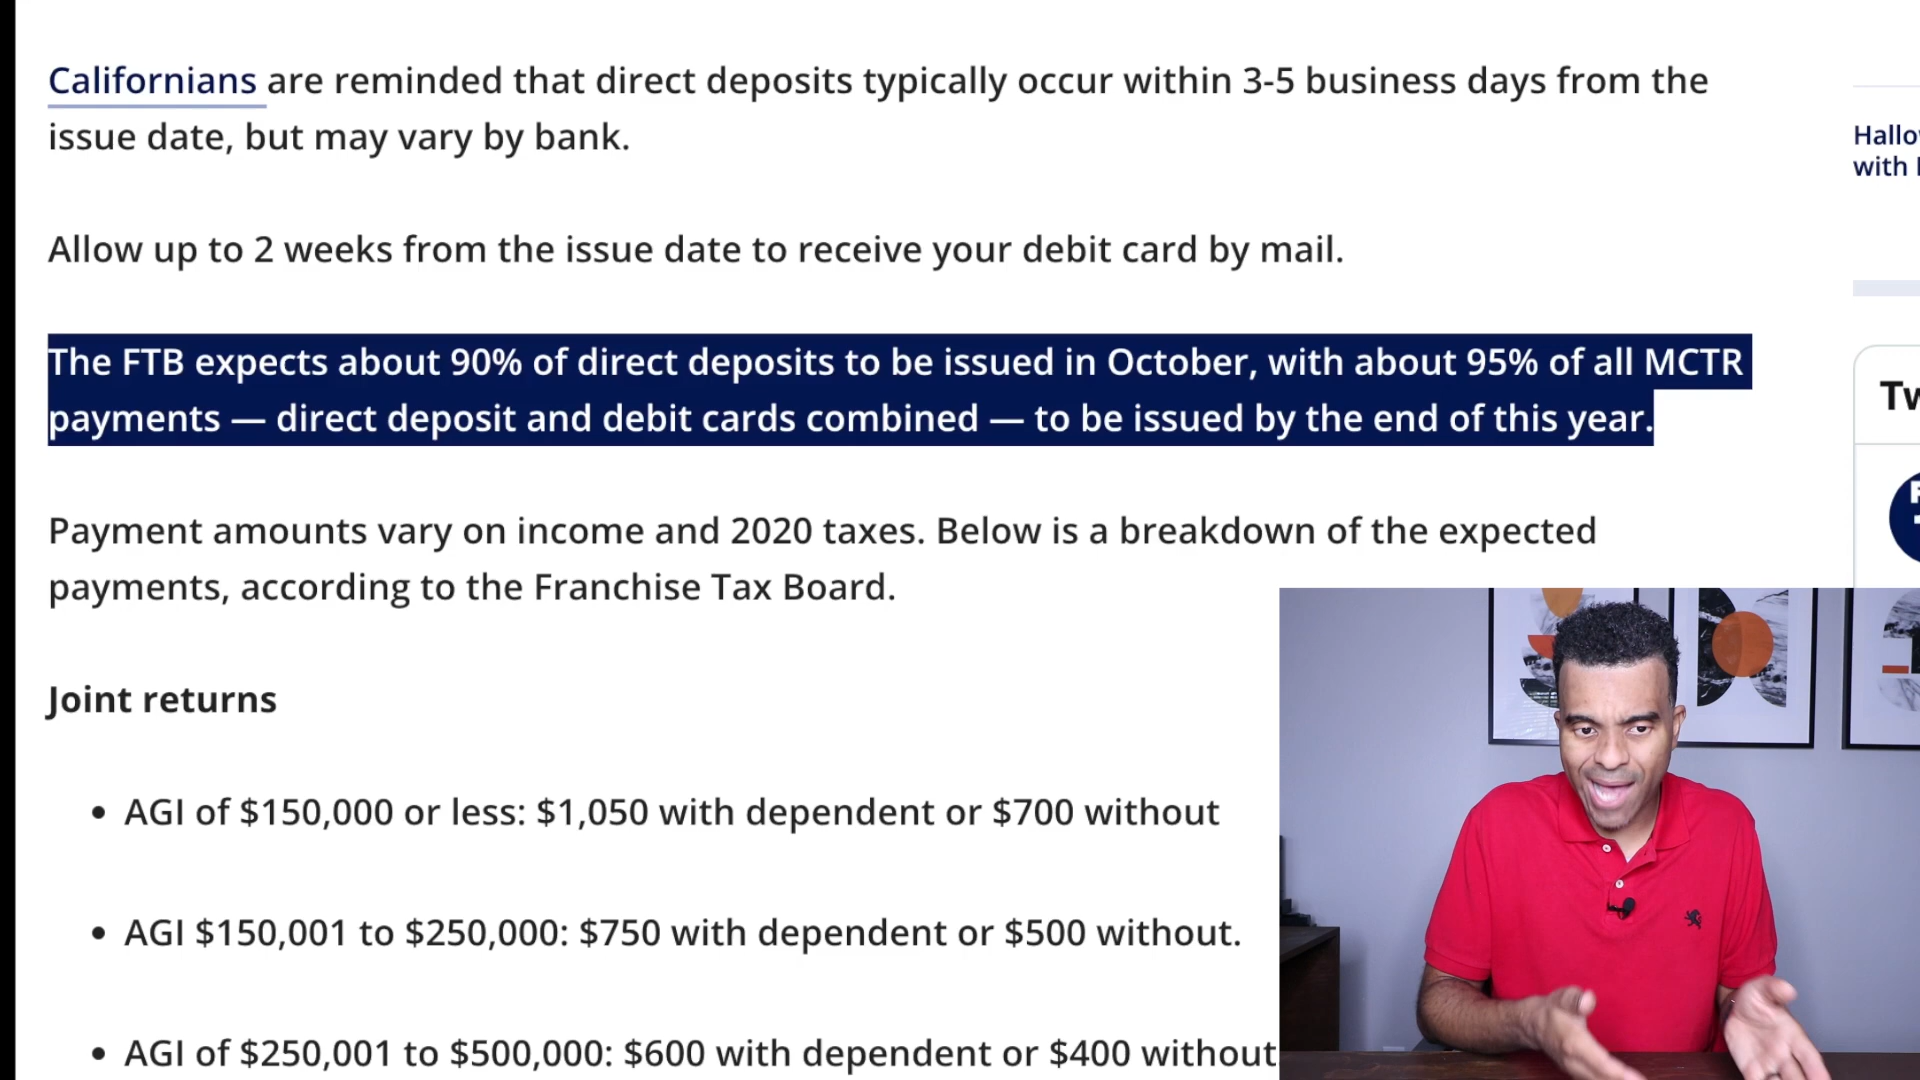 Californians are reminded that direct deposits typically occur within 3-5 business days from the
issue date, but may vary by bank.
Allow up to 2 weeks from the issue date to receive your debit card by mail.
The FTB expects about 90% of direct deposits to be issued in October, with about 95% of all MCTR
payments — direct deposit and debit cards combined — to be issued by the end of this year.
Payment amounts vary on income and 2020 taxes. Below is a breakdown of the expected
payments, according to the Franchise Tax Board.
Joint returns
• AGI of $150,000 or less: $1,050 with dependent or $700 without
• AGI $150,001 to $250,000: $750 with dependent or $500 without.
• AGI of $250,001 to $500,000: $600 with dependent or $400 without
with